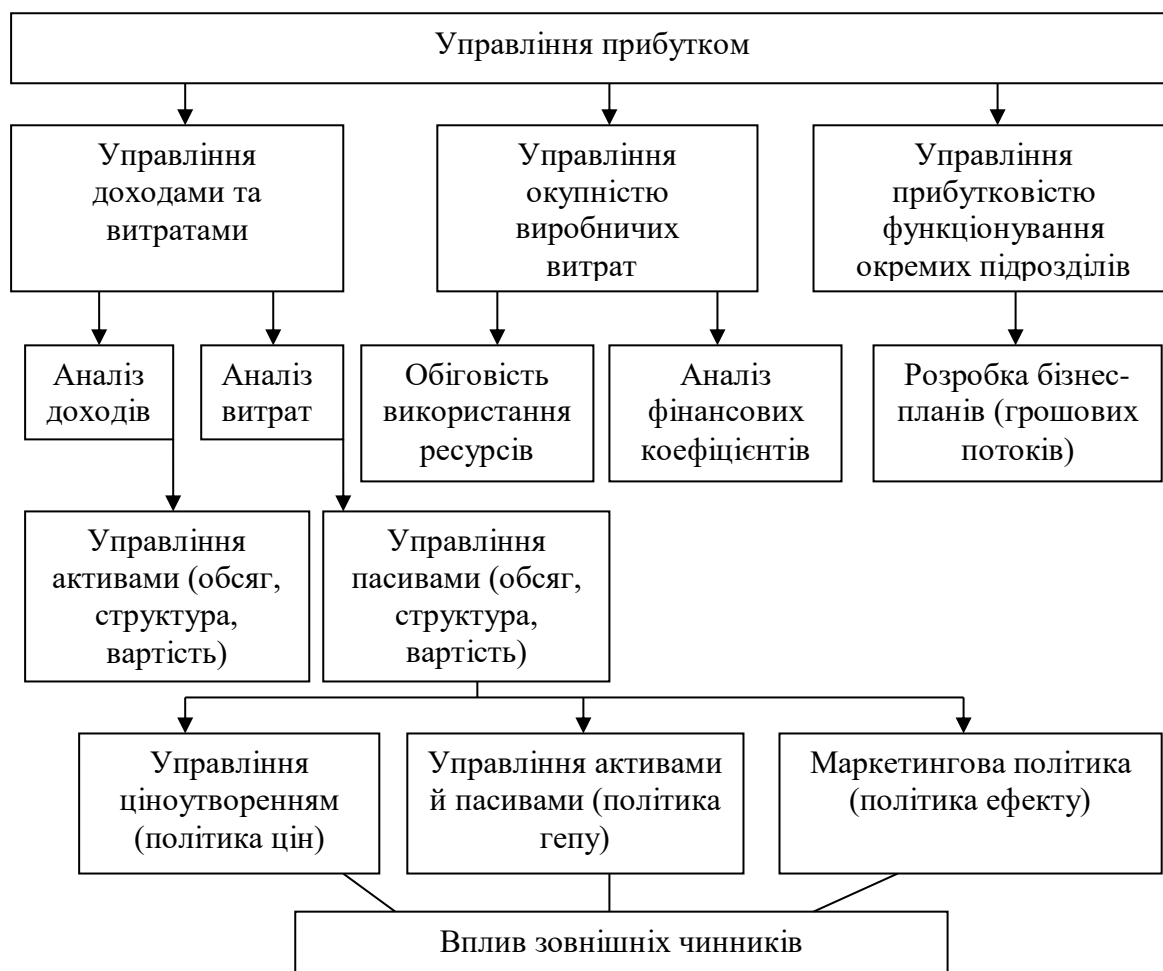 Управління прибутком
Управління
доходами та
витратами
Управління
окупністю
виробничих
витрат
Управління
прибутковістю
функціонування
окремих підрозділів
Аналіз
доходів
Аналіз
витрат
Обіговість
використання
ресурсів
Аналіз
фінансових
коефіцієнтів
Розробка бізнес-
планів (грошових
потоків)
Управління
активами (обсяг,
структура,
вартість)
Управління
пасивами (обсяг,
структура,
вартість)
Управління
ціноутворенням
(політика цін)
Управління активами
й пасивами (політика
гепу)
Маркетингова політика
(політика ефекту)
Вплив зовнішніх чинників